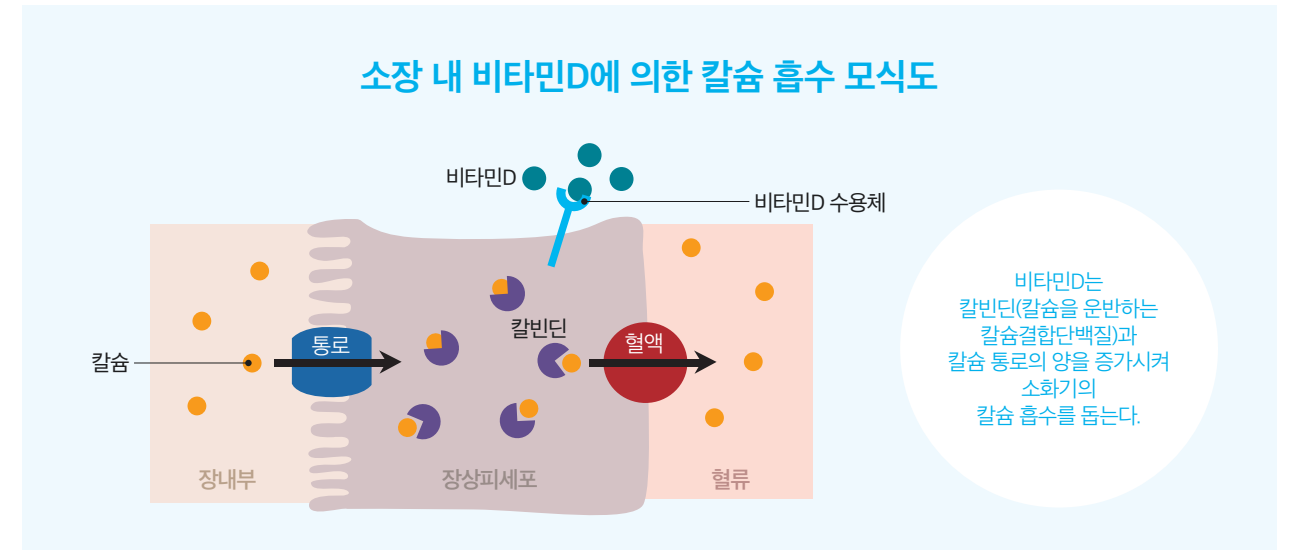 소장 내 비타민D에 의한 칼슘 흡수 모식도
비타민D
비타민D 수용체
칼슘
통로
칼빈딘
혈액
장내부
장상피세포
혈류
비타민D는
칼빈딘(칼슘을 운반하는
칼슘결합단백질)과
칼슘 통로의 양을 증가시켜
소화기의
칼슘 흡수를 돕는다.